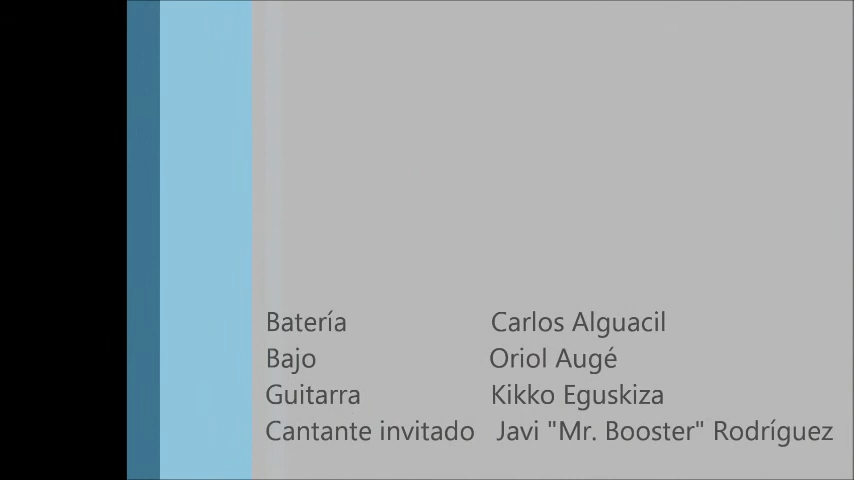 Batería Carlos Alguacil
Bajo Oriol Augé
Guitarra Kikko Eguskiza
Cantante invitado Javi "Mr. Booster" Rodríguez